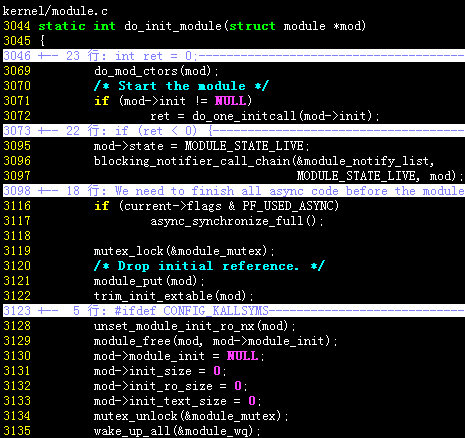 kernel/module.c
3044 static int do_init_module(struct module *mod)
3045 {
3046 +-- 23 行: int ret = 0;
3069 do_mod_ctors(mod);
3070 /* Start the module */
3071 if (mod->init != NULL)
3072 ret = do_one_initcall(mod->init);
3073 +-- 22 行: if (ret < 0) {
3095 mod->state = MODULE_STATE_LIVE;
3096 blocking_notifier_call_chain(&module_notify_list,
3097 MODULE_STATE_LIVE, mod);
3098 +-- 18 行: We need to finish all async code before the module
3116 if (current->flags & PF_USED_ASYNC)
3117 async_synchronize_full();
3118
3119 mutex_lock(&module_mutex);
3120 /* Drop initial reference. */
3121 module_put(mod);
3122 trim_init_extable(mod);
3123 +-- 5 行: #ifdef CONFIG_KALLSYMS
3128 unset_module_init_ro_nx(mod);
3129 module_free(mod, mod->module_init);
3130 mod->module_init = NULL;
3131 mod->init_size = 0;
3132 mod->init_ro_size = 0;
3133 mod->init_text_size = 0;
3134 mutex_unlock(&module_mutex);
3135 wake_up_all(&module_wq);